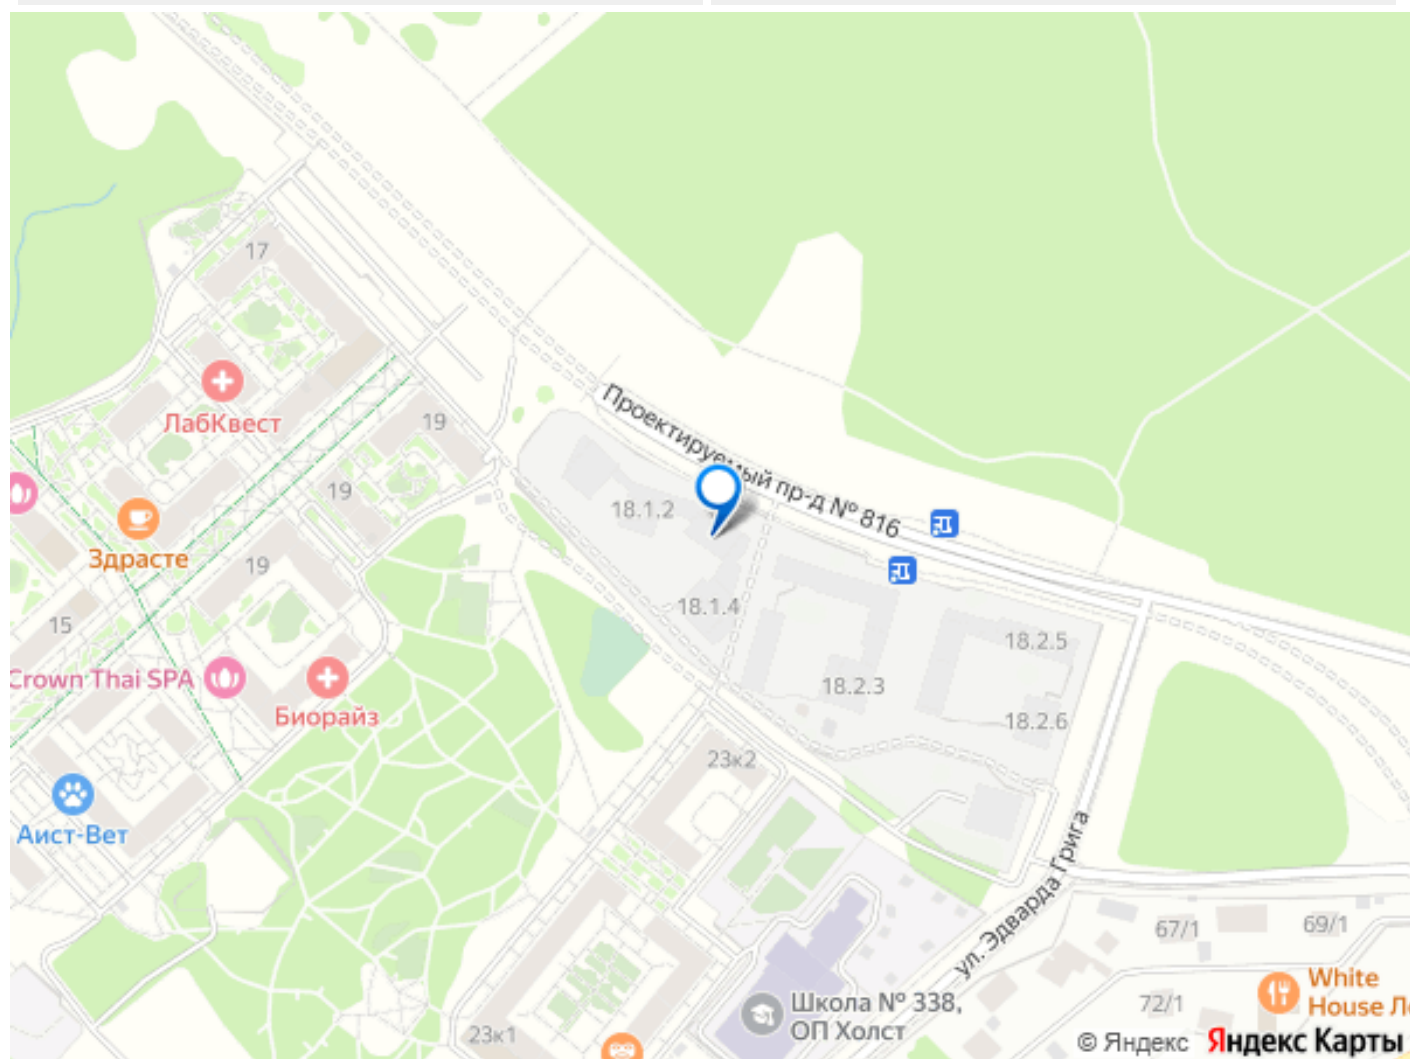 17
ЛабКвест
19
19
Здрасте
19
15
Crown Thai SPA
Биорайз
Аист-Вет
Проектируемый пр-д № 816
18.1.2
18.1.4
18.2.5
18.2.3
18.2.6
23к2
ул. Эдварда Грига
67/1
69/1
72/1
White
House
Школа № 338,
ОП Холст
23к1
© Яндекс Яндекс Карты